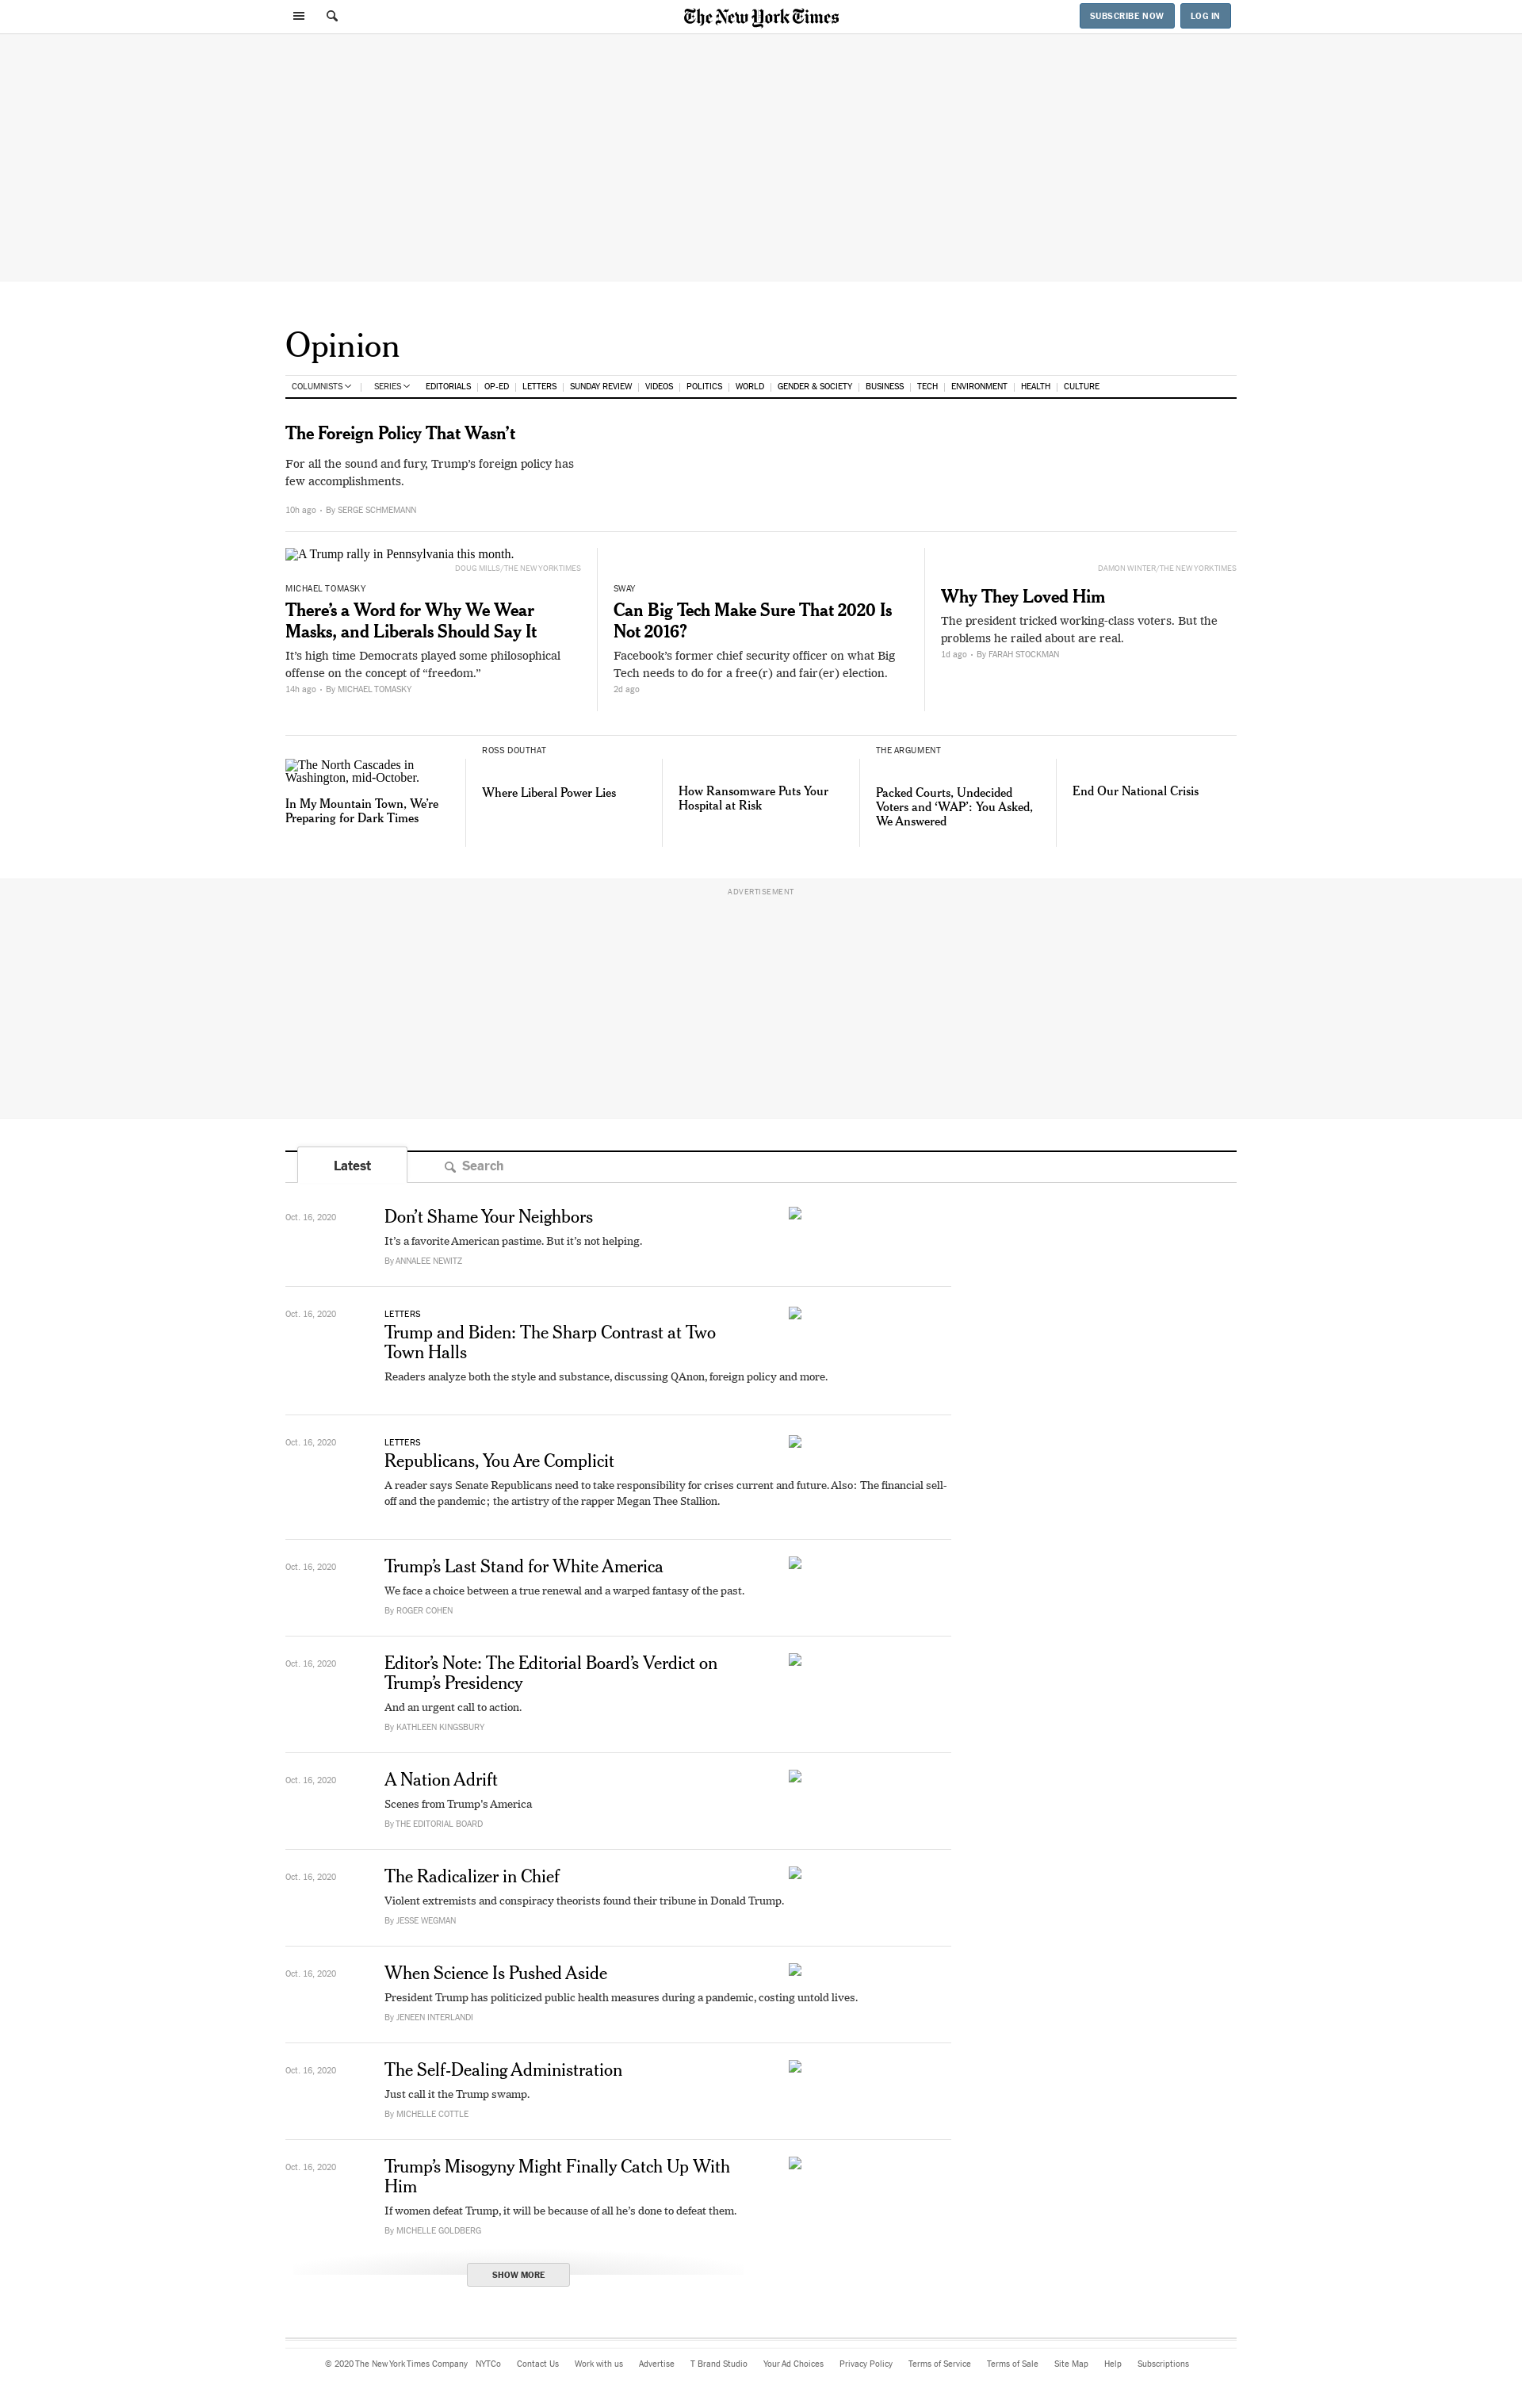 The New York Times
SUBSCRIBE NOW
LOG IN
Opinion
COLUMNISTS SERIES EDITORIALS OP-ED LETTERS SUNDAY REVIEW VIDEOS POLITICS WORLD GENDER & SOCIETY BUSINESS TECH ENVIRONMENT HEALTH CULTURE
The Foreign Policy That Wasn’t
For all the sound and fury, Trump’s foreign policy has
few accomplishments.
10h ago • By SERGE SCHMEMANN
A Trump rally in Pennsylvania this month.
DOUG MILLS/THE NEW YORK TIMES
MICHAEL TOMASKY
There’s a Word for Why We Wear
Masks, and Liberals Should Say It
It’s high time Democrats played some philosophical
offense on the concept of “freedom.”
14h ago • By MICHAEL TOMASKY
SWAY
Can Big Tech Make Sure That 2020 Is
Not 2016?
Facebook’s former chief security officer on what Big
Tech needs to do for a free(r) and fair(er) election.
2d ago
DAMON WINTER/THE NEW YORK TIMES
Why They Loved Him
The president tricked working-class voters. But the
problems he railed about are real.
1d ago • By FARAH STOCKMAN
The North Cascades in
Washington, mid-October.
In My Mountain Town, We’re
Preparing for Dark Times
ROSS DOUTHAT
Where Liberal Power Lies
How Ransomware Puts Your
Hospital at Risk
THE ARGUMENT
Packed Courts, Undecided
Voters and ‘WAP’: You Asked,
We Answered
End Our National Crisis
ADVERTISEMENT
Latest
Search
Oct. 16, 2020
Don’t Shame Your Neighbors
It’s a favorite American pastime. But it’s not helping.
By ANNALEE NEWITZ
Oct. 16, 2020
LETTERS
Trump and Biden: The Sharp Contrast at Two
Town Halls
Readers analyze both the style and substance, discussing QAnon, foreign policy and more.
Oct. 16, 2020
LETTERS
Republicans, You Are Complicit
A reader says Senate Republicans need to take responsibility for crises current and future. Also: The financial sell-
off and the pandemic; the artistry of the rapper Megan Thee Stallion.
Oct. 16, 2020
Trump’s Last Stand for White America
We face a choice between a true renewal and a warped fantasy of the past.
By ROGER COHEN
Oct. 16, 2020
Editor’s Note: The Editorial Board’s Verdict on
Trump’s Presidency
And an urgent call to action.
By KATHLEEN KINGSBURY
Oct. 16, 2020
A Nation Adrift
Scenes from Trump’s America
By THE EDITORIAL BOARD
Oct. 16, 2020
The Radicalizer in Chief
Violent extremists and conspiracy theorists found their tribune in Donald Trump.
By JESSE WEGMAN
Oct. 16, 2020
When Science Is Pushed Aside
President Trump has politicized public health measures during a pandemic, costing untold lives.
By JENEEN INTERLANDI
Oct. 16, 2020
The Self-Dealing Administration
Just call it the Trump swamp.
By MICHELLE COTTLE
Oct. 16, 2020
Trump’s Misogyny Might Finally Catch Up With
Him
If women defeat Trump, it will be because of all he’s done to defeat them.
By MICHELLE GOLDBERG
SHOW MORE
© 2020 The New York Times Company NYTCo Contact Us Work with us Advertise T Brand Studio Your Ad Choices Privacy Policy Terms of Service Terms of Sale Site Map Help Subscriptions